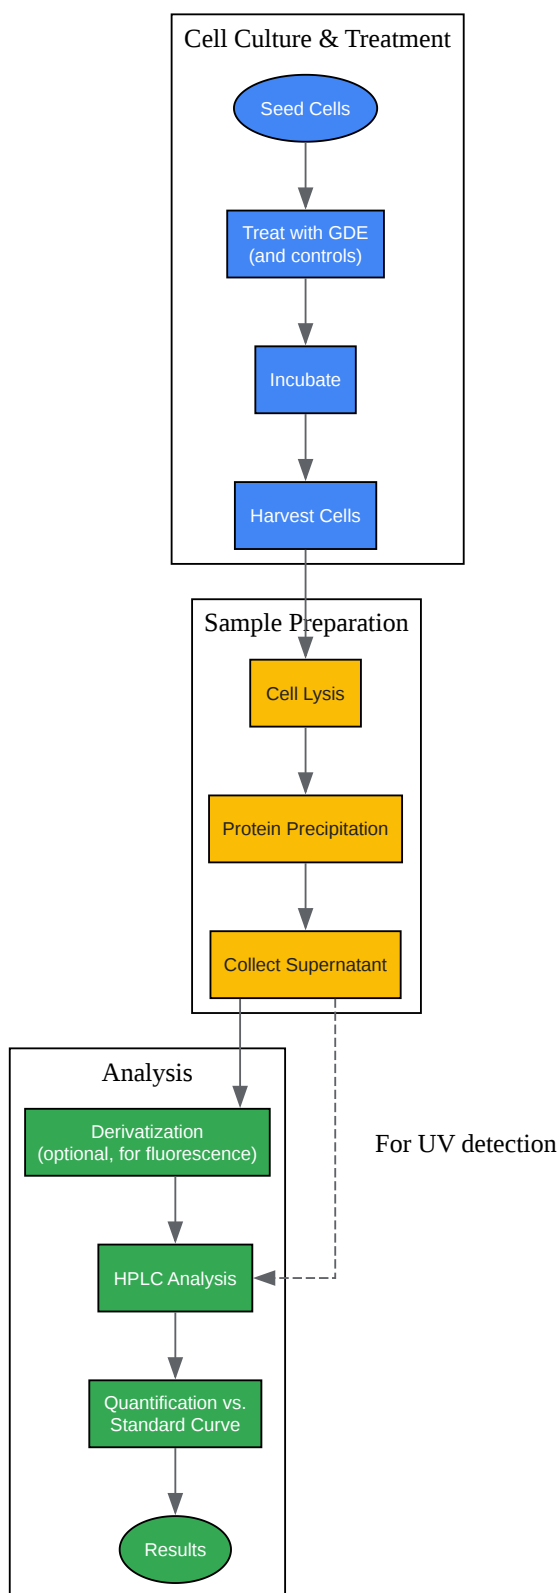 Cell Culture & Treatment
Seed Cells
Treat with GDE
(and controls)
Incubate
Harvest Cells
Sample Preparation
Cell Lysis
Protein Precipitation
Collect Supernatant
Analysis
Derivatization
(optional, for fluorescence)
For UV detection
HPLC Analysis
Quantification vs.
Standard Curve
Results